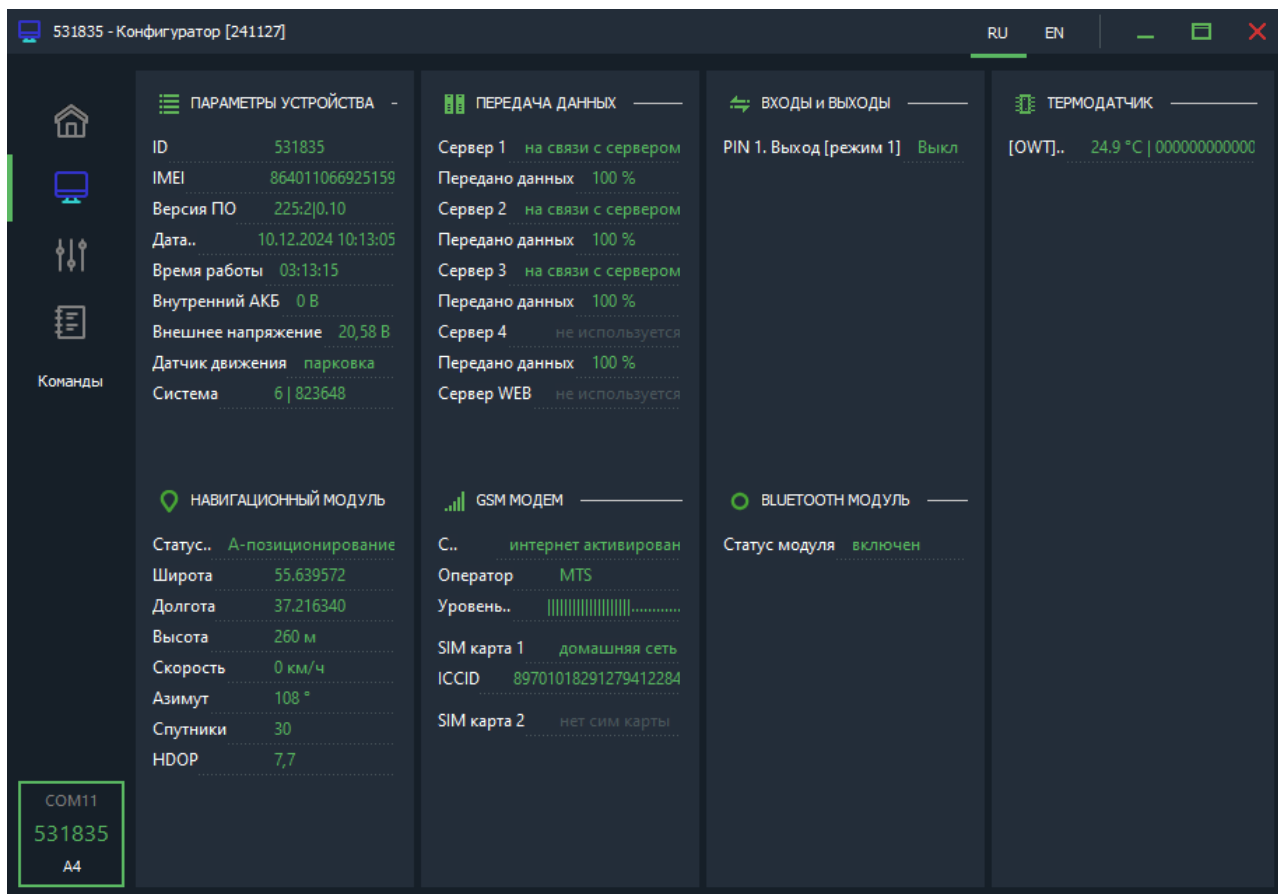 531835 - Конфигуратор [241127]
RU EN
ПАРАМЕТРЫ УСТРОЙСТВА
ID 531835
IMEI 864011066925159
Версия ПО 225:2|0.10
Дата.. 10.12.2024 10:13:05
Время работы 03:13:15
Внутренний АКБ 0 В
Внешнее напряжение 20,58 В
Датчик движения парковка
Система 6 | 823648
ПЕРЕДАЧА ДАННЫХ
Сервер 1 на связи с сервером
Передано данных 100 %
Сервер 2 на связи с сервером
Передано данных 100 %
Сервер 3 на связи с сервером
Передано данных 100 %
Сервер 4 не используется
Передано данных 100 %
Сервер WEB не используется
ВХОДЫ и ВЫХОДЫ
PIN 1. Выход [режим 1] Выкл
ТЕРМОДАТЧИК
[OWT].. 24.9 °C | 000000000000
Команды
НАВИГАЦИОННЫЙ МОДУЛЬ
Статус.. А-позиционирование
Широта 55.639572
Долгота 37.216340
Высота 260 м
Скорость 0 км/ч
Азимут 108 °
Спутники 30
HDOP 7,7
GSM МОДЕМ
С.. интернет активирован
Оператор MTS
Уровень..
SIM карта 1 домашняя сеть
ICCID 89701018291279412284
SIM карта 2 нет сим карты
BLUETOOTH МОДУЛЬ
Статус модуля включен
COM11
531835
A4